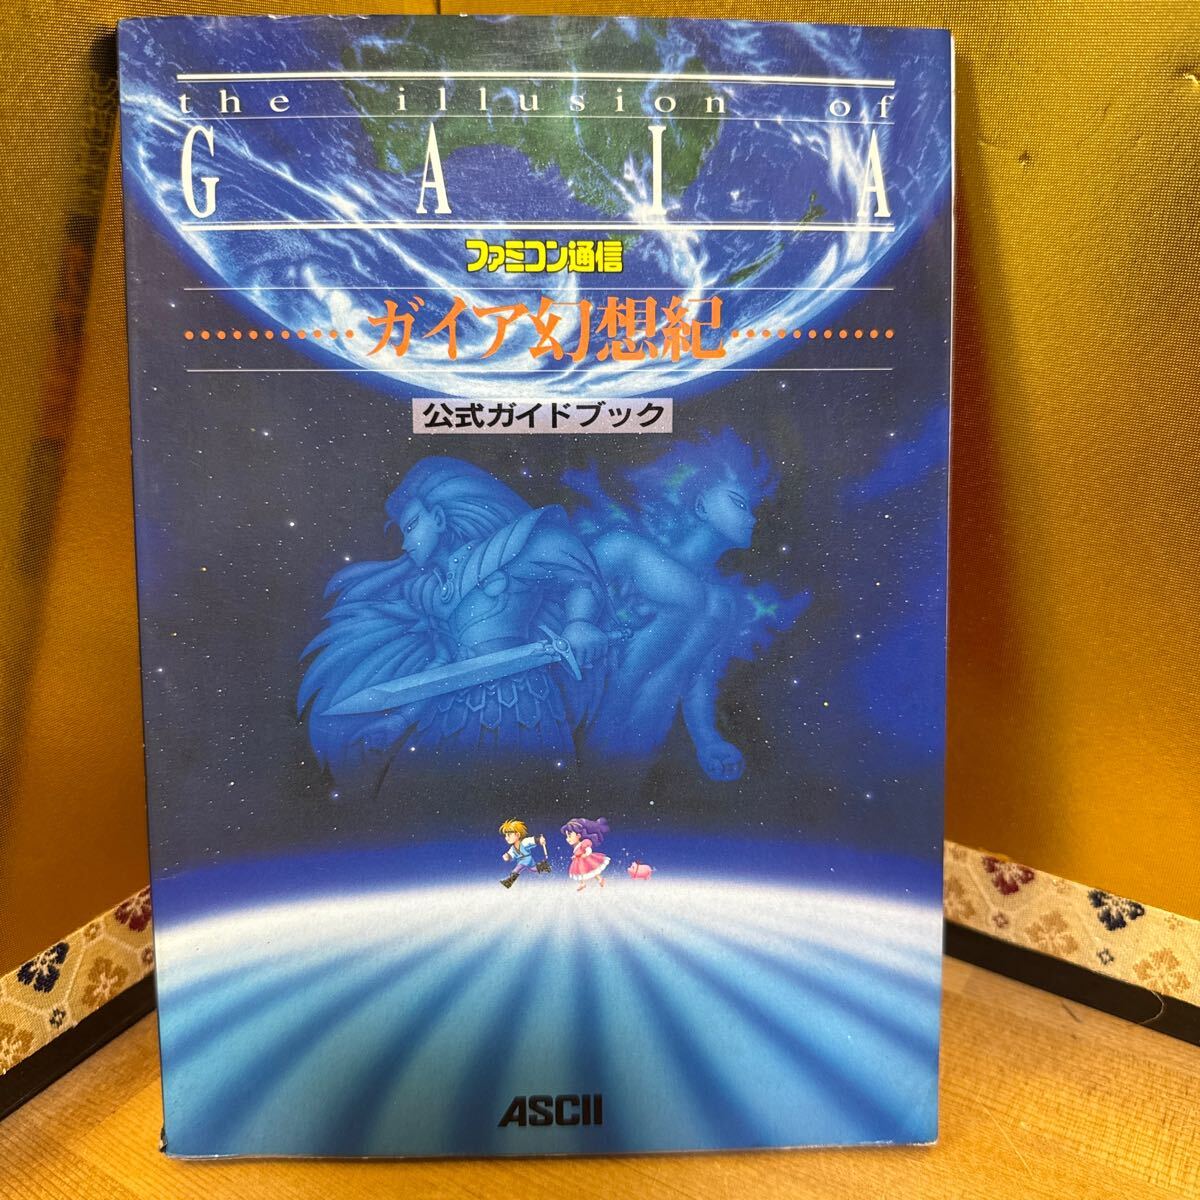 the illusion of
GAIA
ファミコン通信
ガイア幻想紀
公式ガイドブック
ASCII